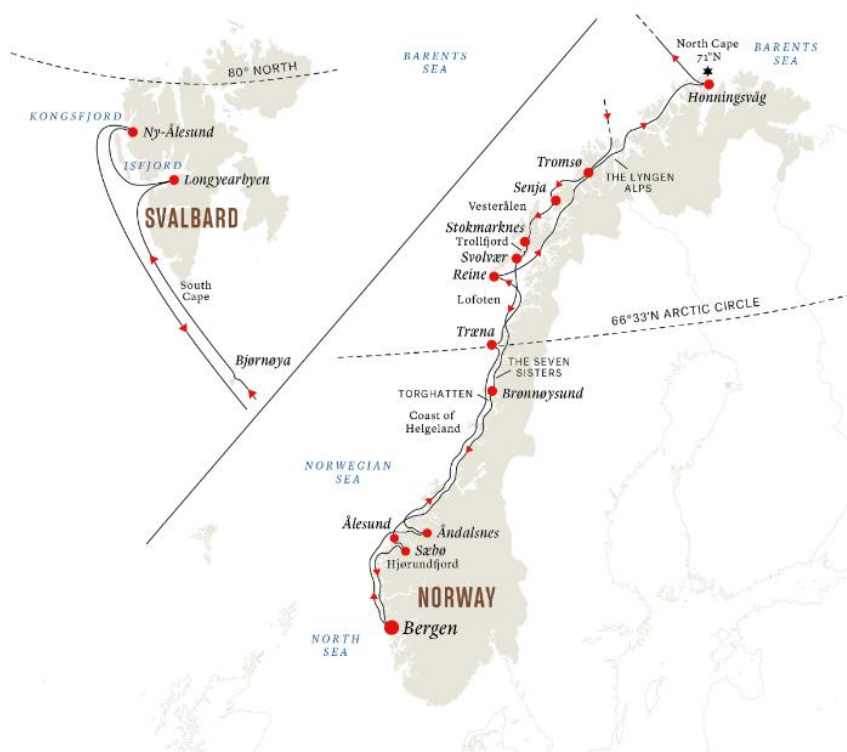 80° NORTH
KONGSFJORD
Ny-Ålesund
ISFJORD
Longyearbyen
SVALBARD
South
Cape
Bjørnøya
BARENTS
SEA
North Cape
71°N
BARENTS
SEA
Honningsvåg
Tromsø
THE LYNGEN
ALPS
Senja
Vesterålen
Stokmarknes
Trollfjord
Svolvær
Reine
Lofoten
66°33'N ARCTIC CIRCLE
Træna
THE SEVEN
SISTERS
TORGHATTEN
Brønnøysund
Coast of
Helgeland
NORWEGIAN
SEA
Ålesund
Åndalsnes
Sæbø
Hjørundfjord
NORWAY
Bergen
NORTH
SEA